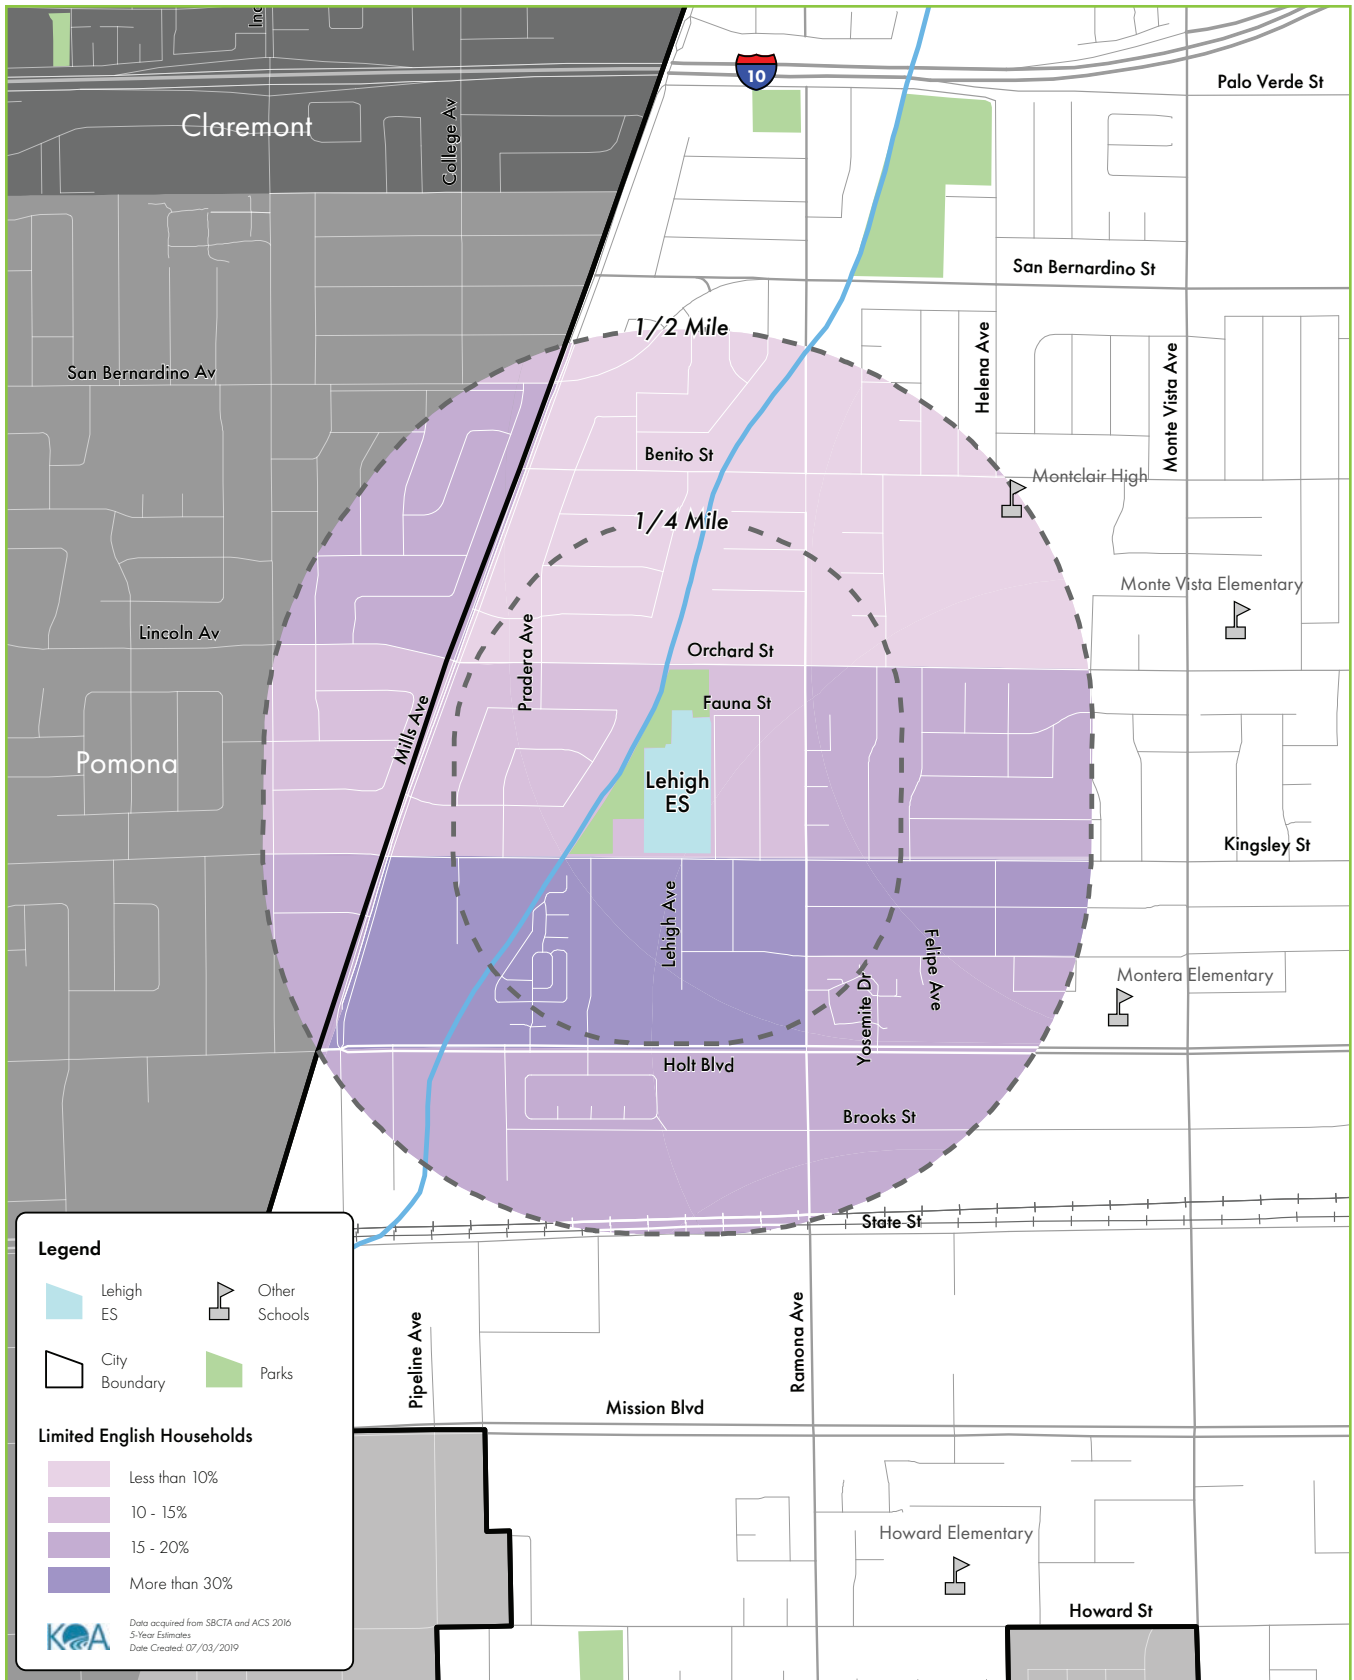 Inc
10
Palo Verde St
Claremont
College Av
San Bernardino St
1/2 Mile
Helena Ave
Monte Vista Ave
San Bernardino Av
Benito St
Montclair High
1/4 Mile
Monte Vista Elementary
Lincoln Av
Pradera Ave
Orchard St
Fauna St
Mills Ave
Pomona
Lehigh
ES
Kingsley St
Lehigh Ave
Felipe Ave
Yosemite Dr
Montera Elementary
Holt Blvd
Brooks St
State St
Legend
Lehigh
ES
Other
Schools
City
Boundary
Parks
Pipeline Ave
Ramona Ave
Mission Blvd
Limited English Households
Less than 10%
10 - 15%
15 - 20%
More than 30%
Howard Elementary
Howard St
KOA
Data acquired from SBCTA and ACS 2016
5-Year Estimates
Date Created: 07/03/2019